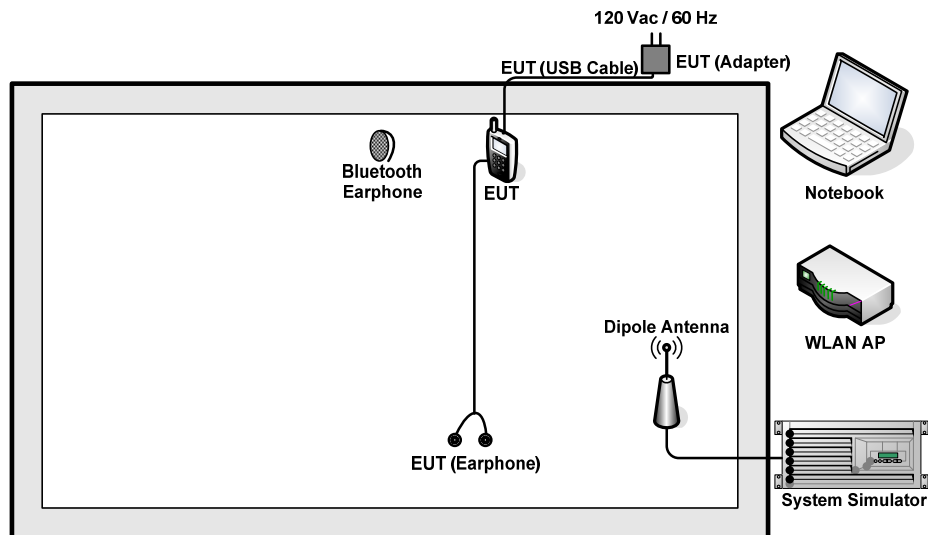 120 Vac / 60 Hz
EUT (USB Cable)
EUT (Adapter)
Bluetooth
Earphone
EUT
Notebook
Dipole Antenna
WLAN AP
EUT (Earphone)
System Simulator